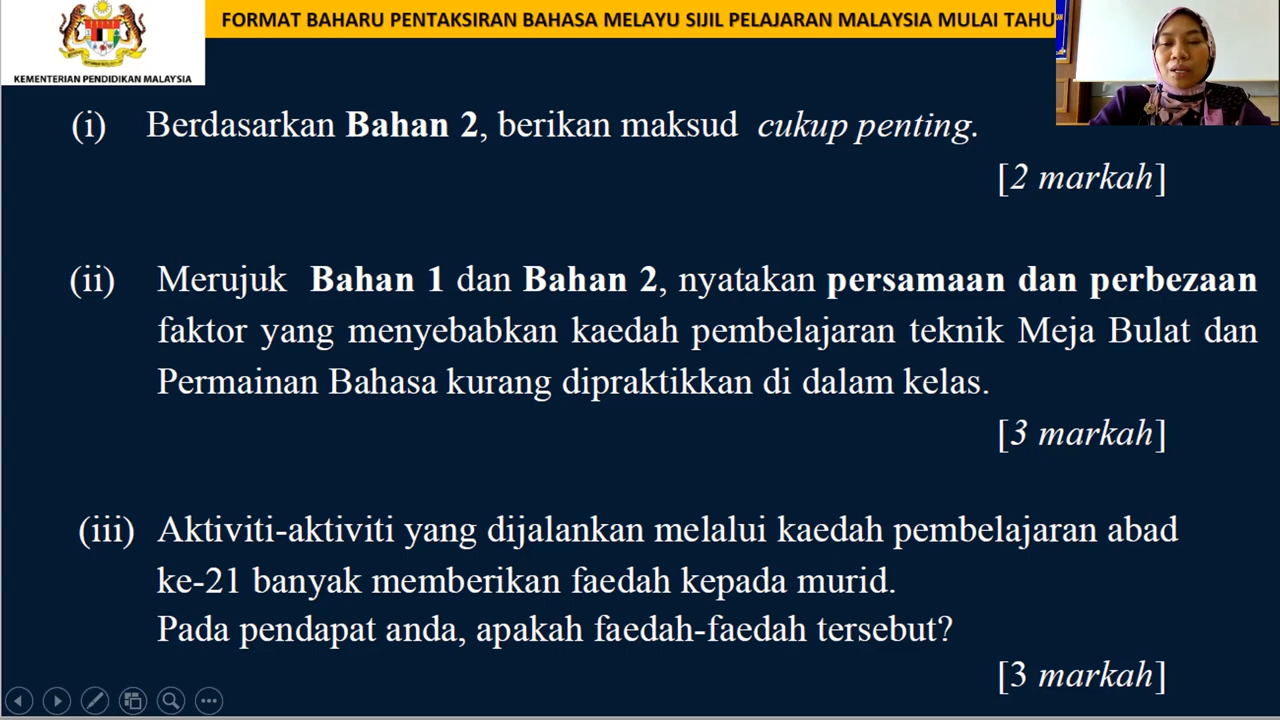 FORMAT BAHARU PENTAKSIRAN BAHASA MELAYU SIJIL PELAJARAN MALAYSIA MULAI TAHU
KEMENTERIAN PENDIDIKAN MALAYSIA
(i) Berdasarkan Bahan 2, berikan maksud cukup penting.
[2 markah]
(ii) Merujuk Bahan 1 dan Bahan 2, nyatakan persamaan dan perbezaan
faktor yang menyebabkan kaedah pembelajaran teknik Meja Bulat dan
Permainan Bahasa kurang dipraktikkan di dalam kelas.
[3 markah]
(iii) Aktiviti-aktiviti yang dijalankan melalui kaedah pembelajaran abad
ke-21 banyak memberikan faedah kepada murid.
Pada pendapat anda, apakah faedah-faedah tersebut?
[3 markah]